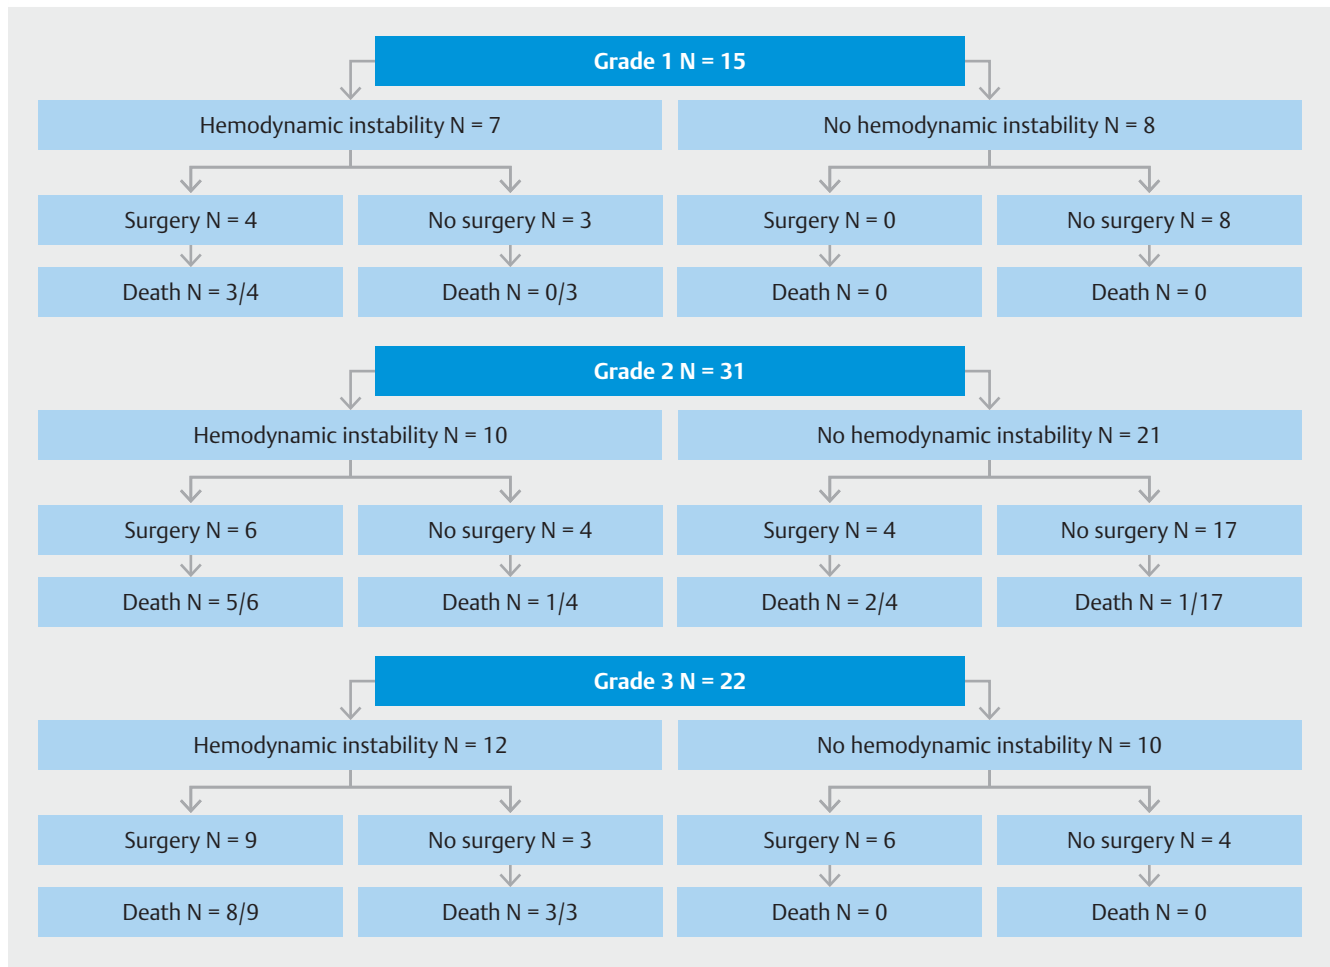 Grade 1 N = 15
Hemodynamic instability N = 7
No hemodynamic instability N = 8
Surgery N = 4
No surgery N = 3
Surgery N = 0
No surgery N = 8
Death N = 3/4
Death N = 0/3
Death N = 0
Death N = 0
Grade 2 N = 31
Hemodynamic instability N = 10
No hemodynamic instability N = 21
Surgery N = 6
No surgery N = 4
Surgery N = 4
No surgery N = 17
Death N = 5/6
Death N = 1/4
Death N = 2/4
Death N = 1/17
Grade 3 N = 22
Hemodynamic instability N = 12
No hemodynamic instability N = 10
Surgery N = 9
No surgery N = 3
Surgery N = 6
No surgery N = 4
Death N = 8/9
Death N = 3/3
Death N = 0
Death N = 0